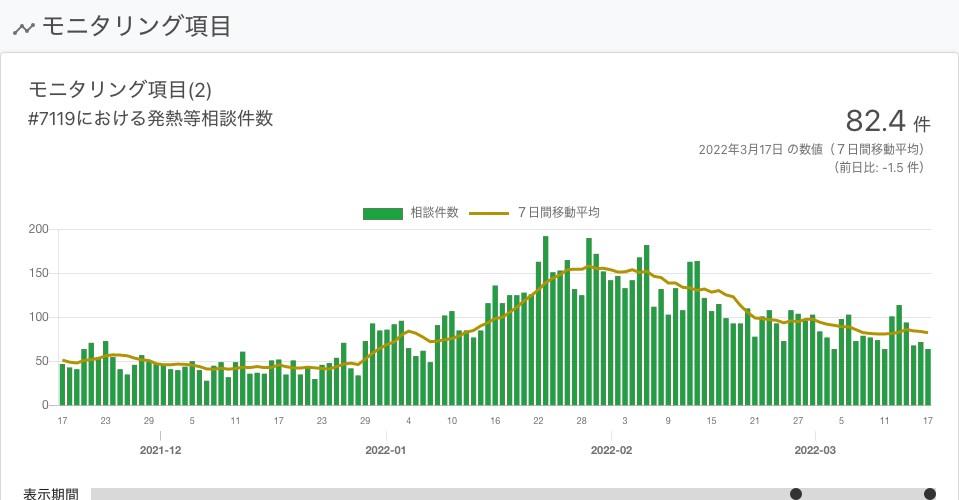 モニタリング項目
モニタリング項目(2)
#7119における発熱等相談件数
82.4 件
2022年3月17日 の数値（７日間移動平均）
（前日比: -1.5 件）
相談件数 ７日間移動平均
200
150
100
50
0
17 23 29 5 11 17 23 29 4 10 16 22 28 3 9 15 21 27 5 11 17
2021-12 2022-01 2022-02 2022-03
表示期間